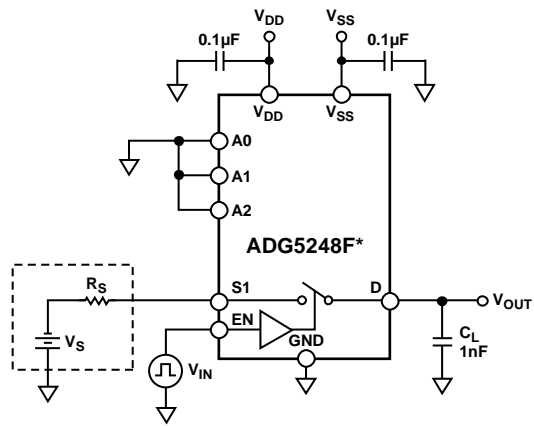 VDD
VSS
0.1µF
0.1µF
VDD
VSS
A0
A1
A2
ADG5248F*
RS
S1
D
VOUT
EN
GND
VS
VIN
CL
1nF